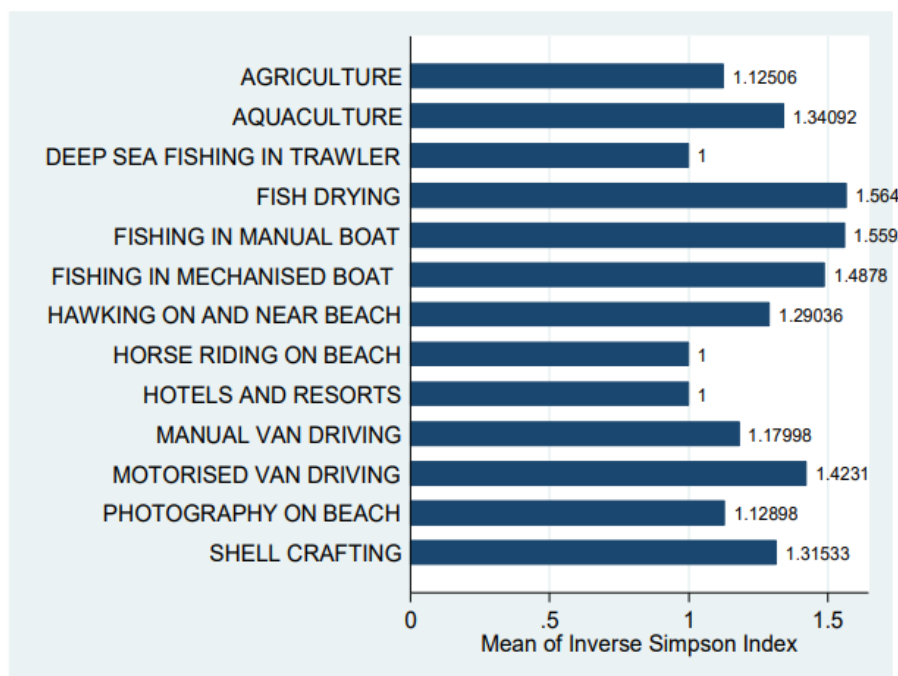 AGRICULTURE 1.12506
AQUACULTURE 1.34092
DEEP SEA FISHING IN TRAWLER 1
FISH DRYING 1.564
FISHING IN MANUAL BOAT 1.559
FISHING IN MECHANISED BOAT 1.4878
HAWKING ON AND NEAR BEACH 1.29036
HORSE RIDING ON BEACH 1
HOTELS AND RESORTS 1
MANUAL VAN DRIVING 1.17998
MOTORISED VAN DRIVING 1.4231
PHOTOGRAPHY ON BEACH 1.12898
SHELL CRAFTING 1.31533
0 .5 1 1.5
Mean of Inverse Simpson Index